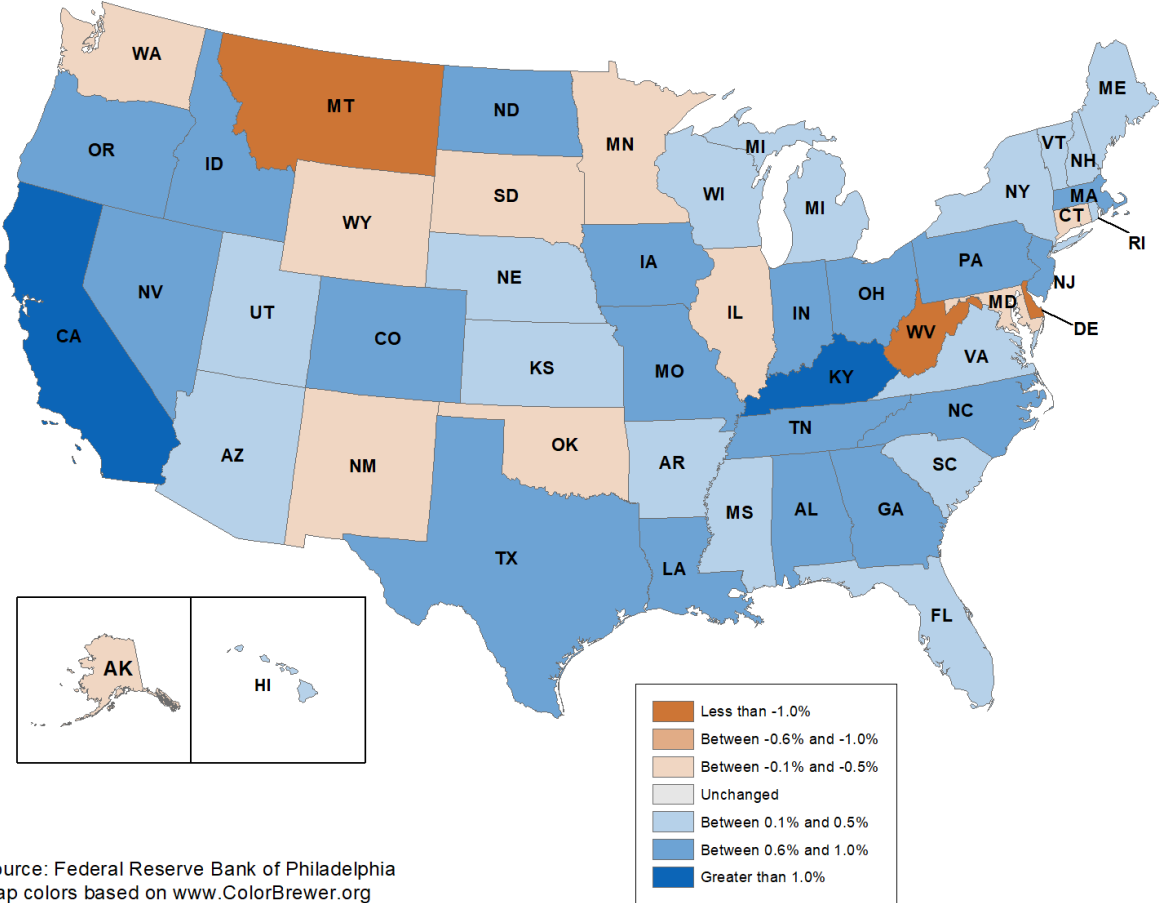 WA
MT
ND
MN
ME
OR
ID
SD
WI
MI
MI
VT
NH
NY
MA
CT
RI
WY
IA
NE
PA
NJ
NV
UT
CO
IL
IN
OH
MD
DE
CA
KS
MO
WV
VA
KY
AZ
NM
OK
AR
TN
NC
SC
MS
AL
GA
TX
LA
FL
AK
HI
Less than -1.0%
Between -0.6% and -1.0%
Between -0.1% and -0.5%
Unchanged
Between 0.1% and 0.5%
Between 0.6% and 1.0%
Greater than 1.0%
ource: Federal Reserve Bank of Philadelphia
ap colors based on www.ColorBrewer.org